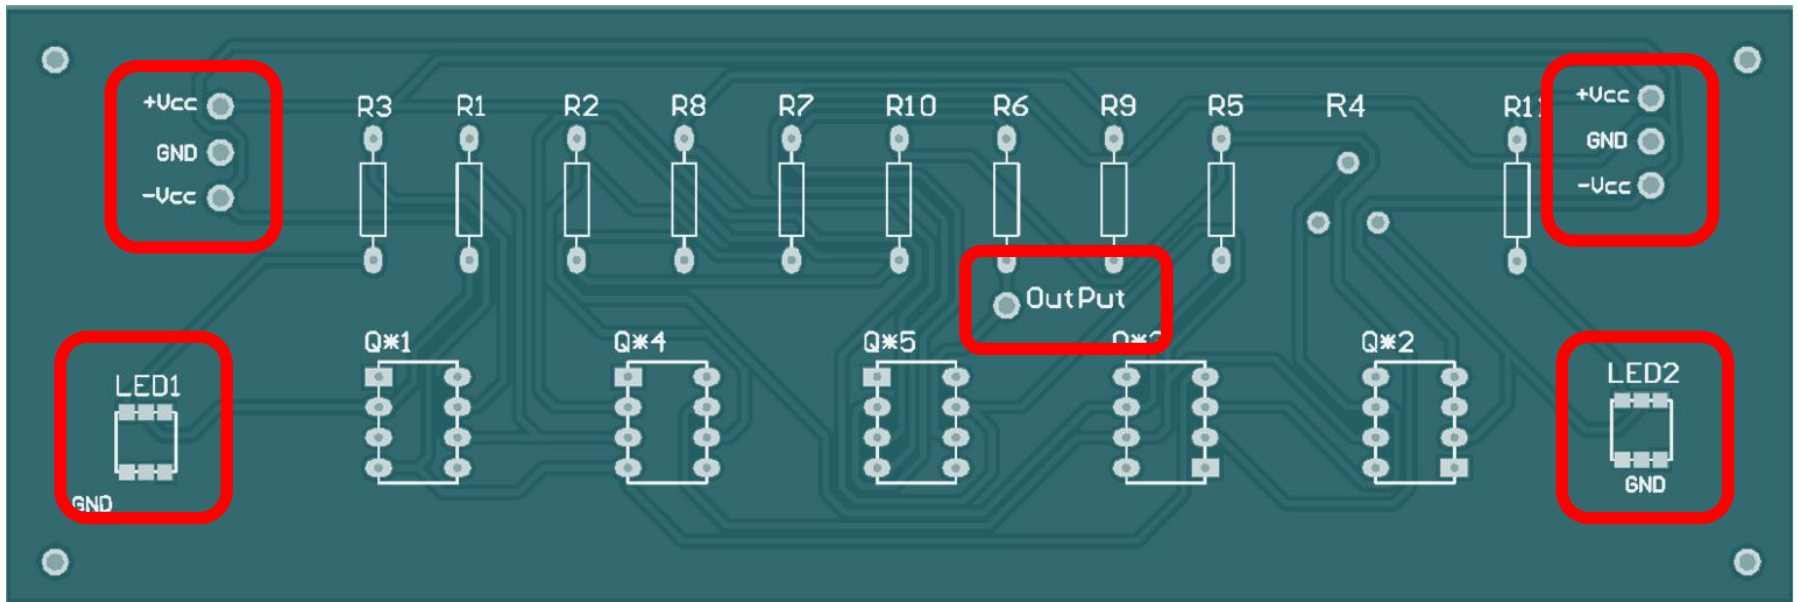 +Vcc
GND
-Vcc
R3 R1 R2 R8 R7 R10 R6 R9 R5 R4
+Vcc
GND
-Vcc
OutPut
Q*1 Q*4 Q*5 Q*2
LED1
GND
LED2
GND